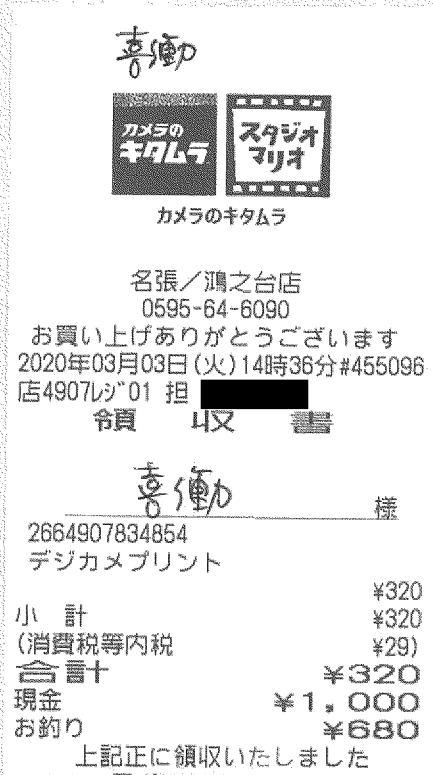 喜働
カメラの
キタムラ
スタジオ
マリオ
カメラのキタムラ
名張／鴻之台店
0595-64-6090
お買い上げありがとうございます
2020年03月03日(火)14時36分#455096
店4907ﾚｼﾞ01 担
領 収 書
喜働 様
2664907834854
デジカメプリント
¥320
小 計 ¥320
(消費税等内税 ¥29)
合計 ¥320
現金 ¥1,000
お釣り ¥680
上記正に領収いたしました